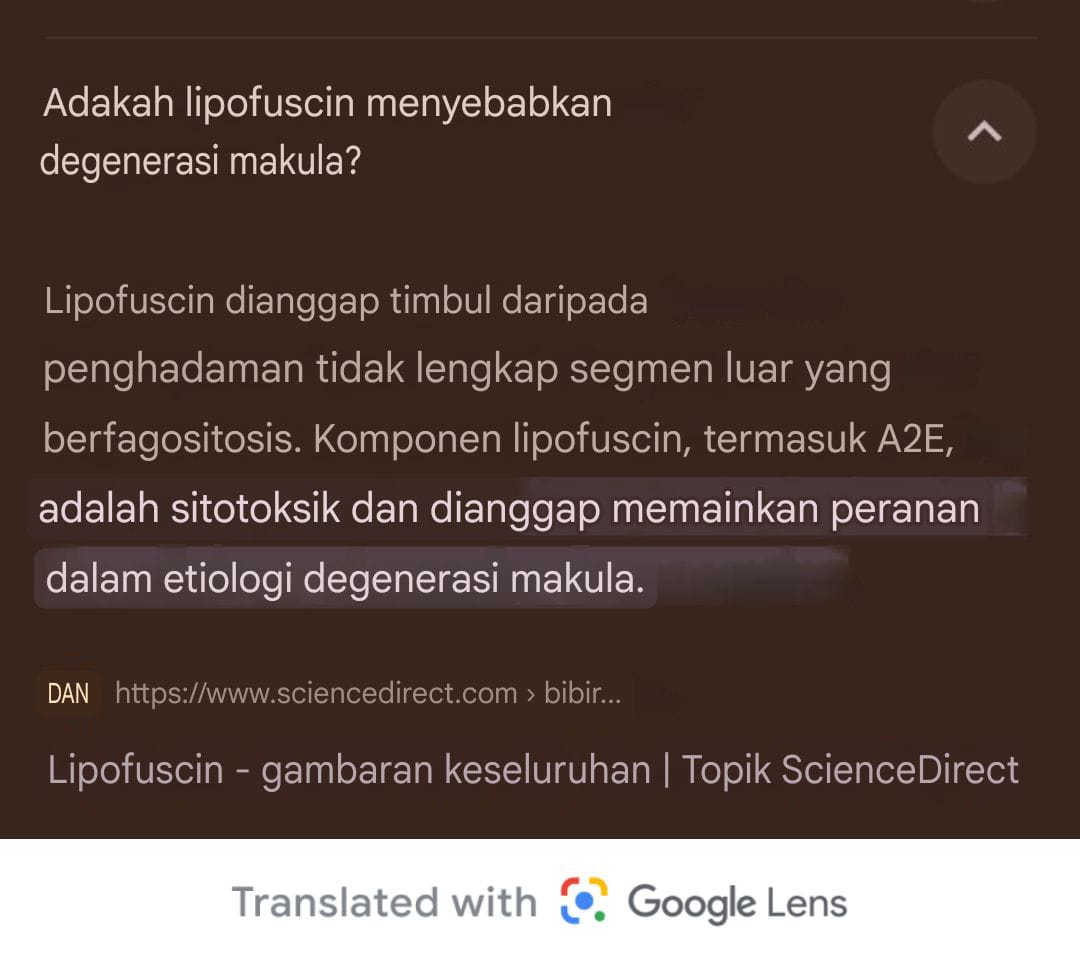 Adakah lipofuscin menyebabkan
degenerasi makula?
Lipofuscin dianggap timbul daripada
penghadaman tidak lengkap segmen luar yang
berfagositosis. Komponen lipofuscin, termasuk A2E,
adalah sitotoksik dan dianggap memainkan peranan
dalam etiologi degenerasi makula.
DAN https://www.sciencedirect.com › bibir...
Lipofuscin - gambaran keseluruhan | Topik ScienceDirect
Translated with Google Lens